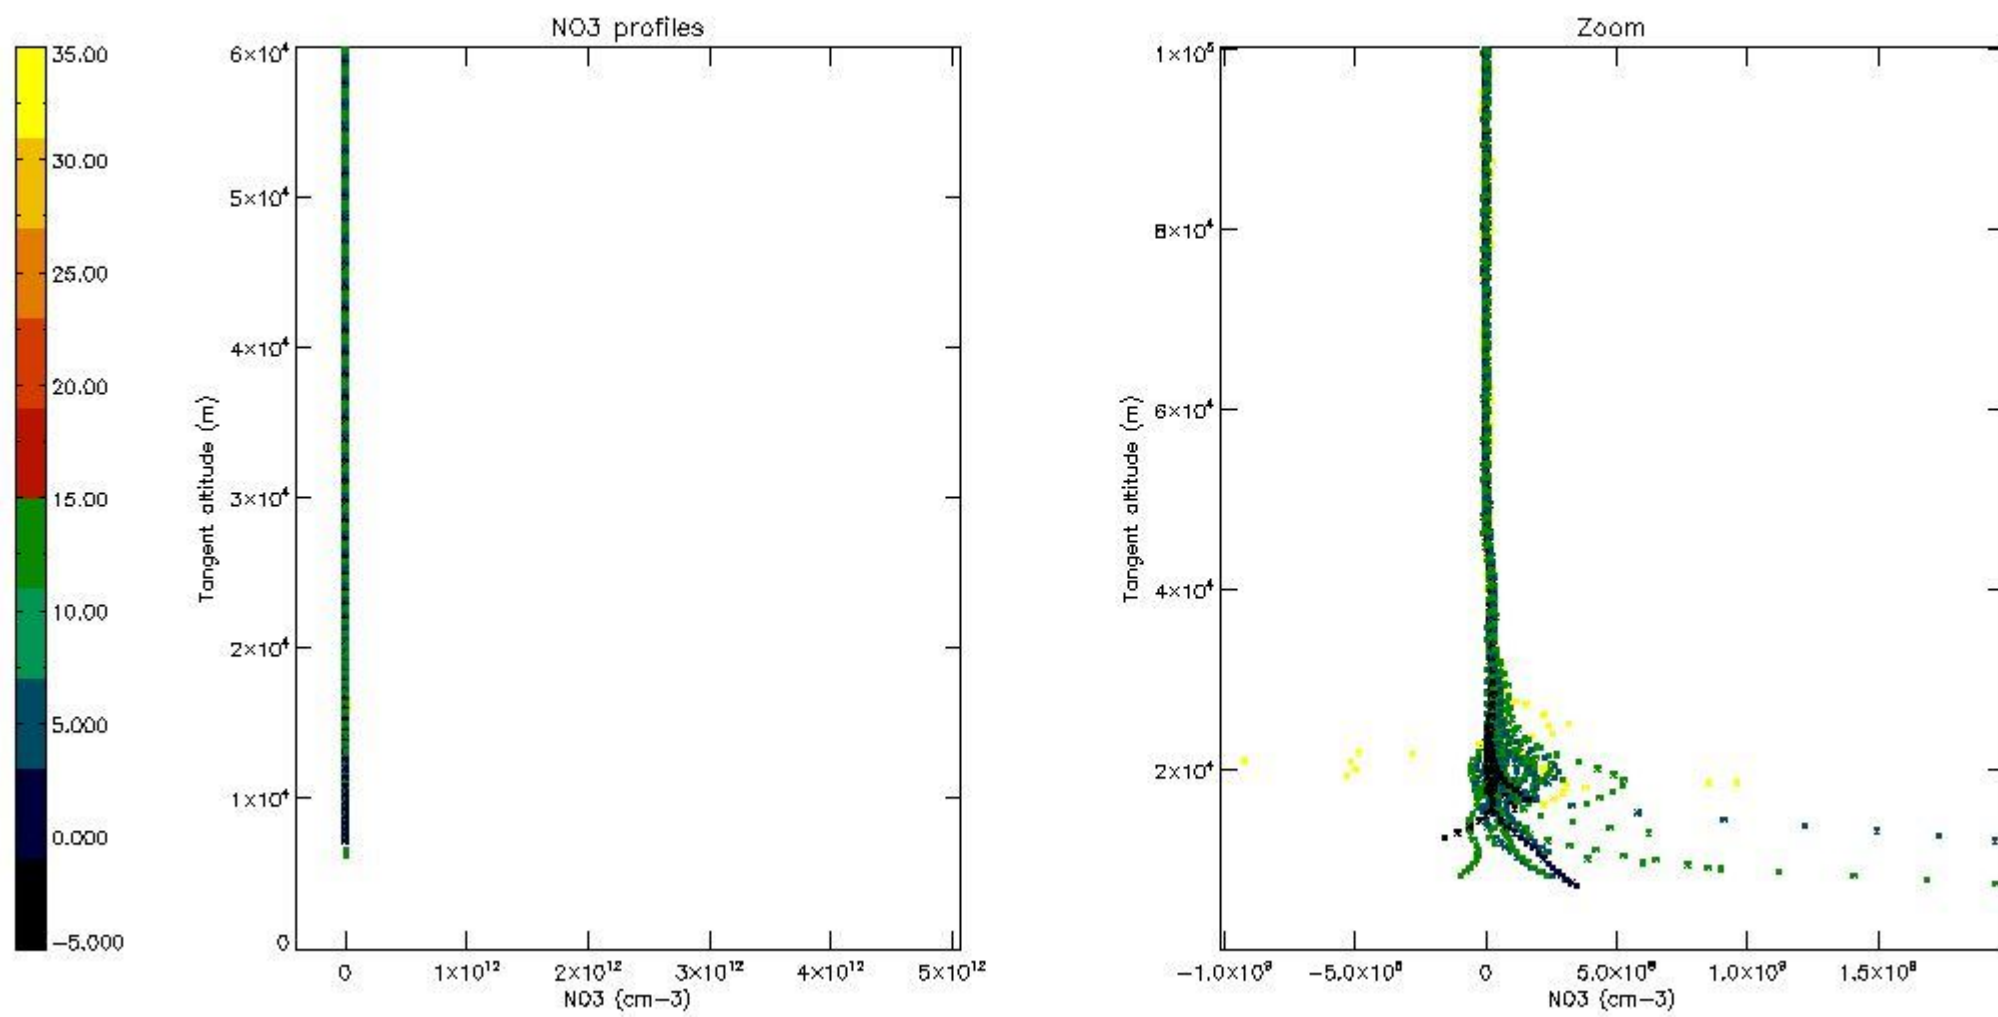 NO3 profiles
35.00
30.00
25.00
20.00
15.00
10.00
5.000
0.000
−5.000
6×10⁴
5×10⁴
4×10⁴
3×10⁴
2×10⁴
1×10⁴
0
Tangent altitude (m)
0 1×10¹² 2×10¹² 3×10¹² 4×10¹² 5×10¹²
NO3 (cm−3)
Zoom
1×10⁵
8×10⁴
6×10⁴
4×10⁴
2×10⁴
Tangent altitude (m)
−1.0×10⁹ −5.0×10⁸ 0 5.0×10⁸ 1.0×10⁹ 1.5×10⁹
NO3 (cm−3)